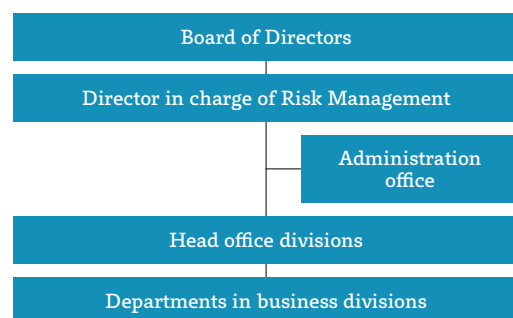 Board of Directors
Director in charge of Risk Management
Administration
office
Head office divisions
Departments in business divisions